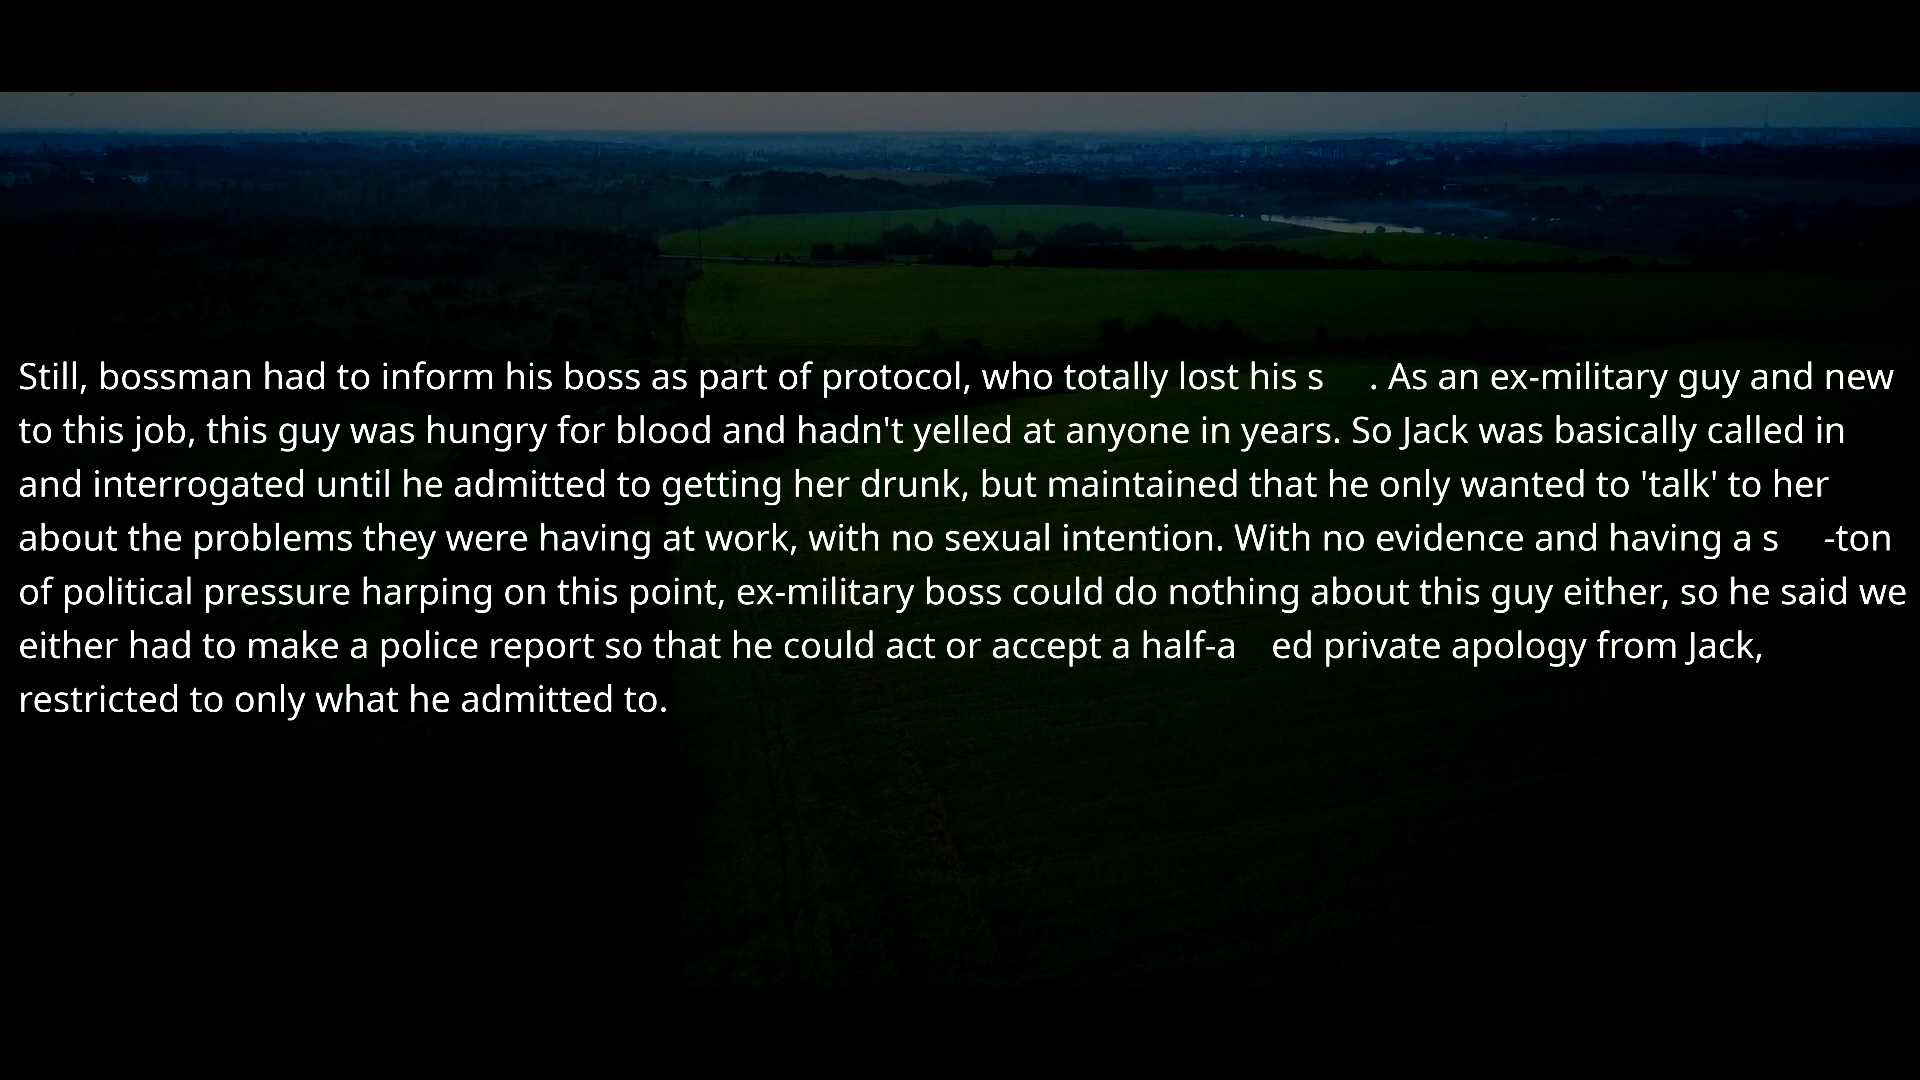 Still, bossman had to inform his boss as part of protocol, who totally lost his s    . As an ex-military guy and new
to this job, this guy was hungry for blood and hadn't yelled at anyone in years. So Jack was basically called in
and interrogated until he admitted to getting her drunk, but maintained that he only wanted to 'talk' to her
about the problems they were having at work, with no sexual intention. With no evidence and having a s    -ton
of political pressure harping on this point, ex-military boss could do nothing about this guy either, so he said we
either had to make a police report so that he could act or accept a half-a   ed private apology from Jack,
restricted to only what he admitted to.